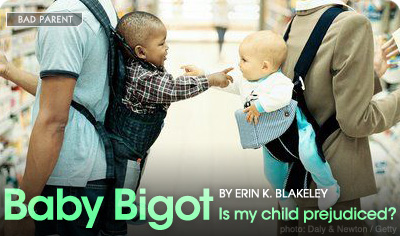 BAD PARENT
Baby Bigot BY ERIN K. BLAKELEY
Is my child prejudiced?
photo: Daly & Newton / Getty